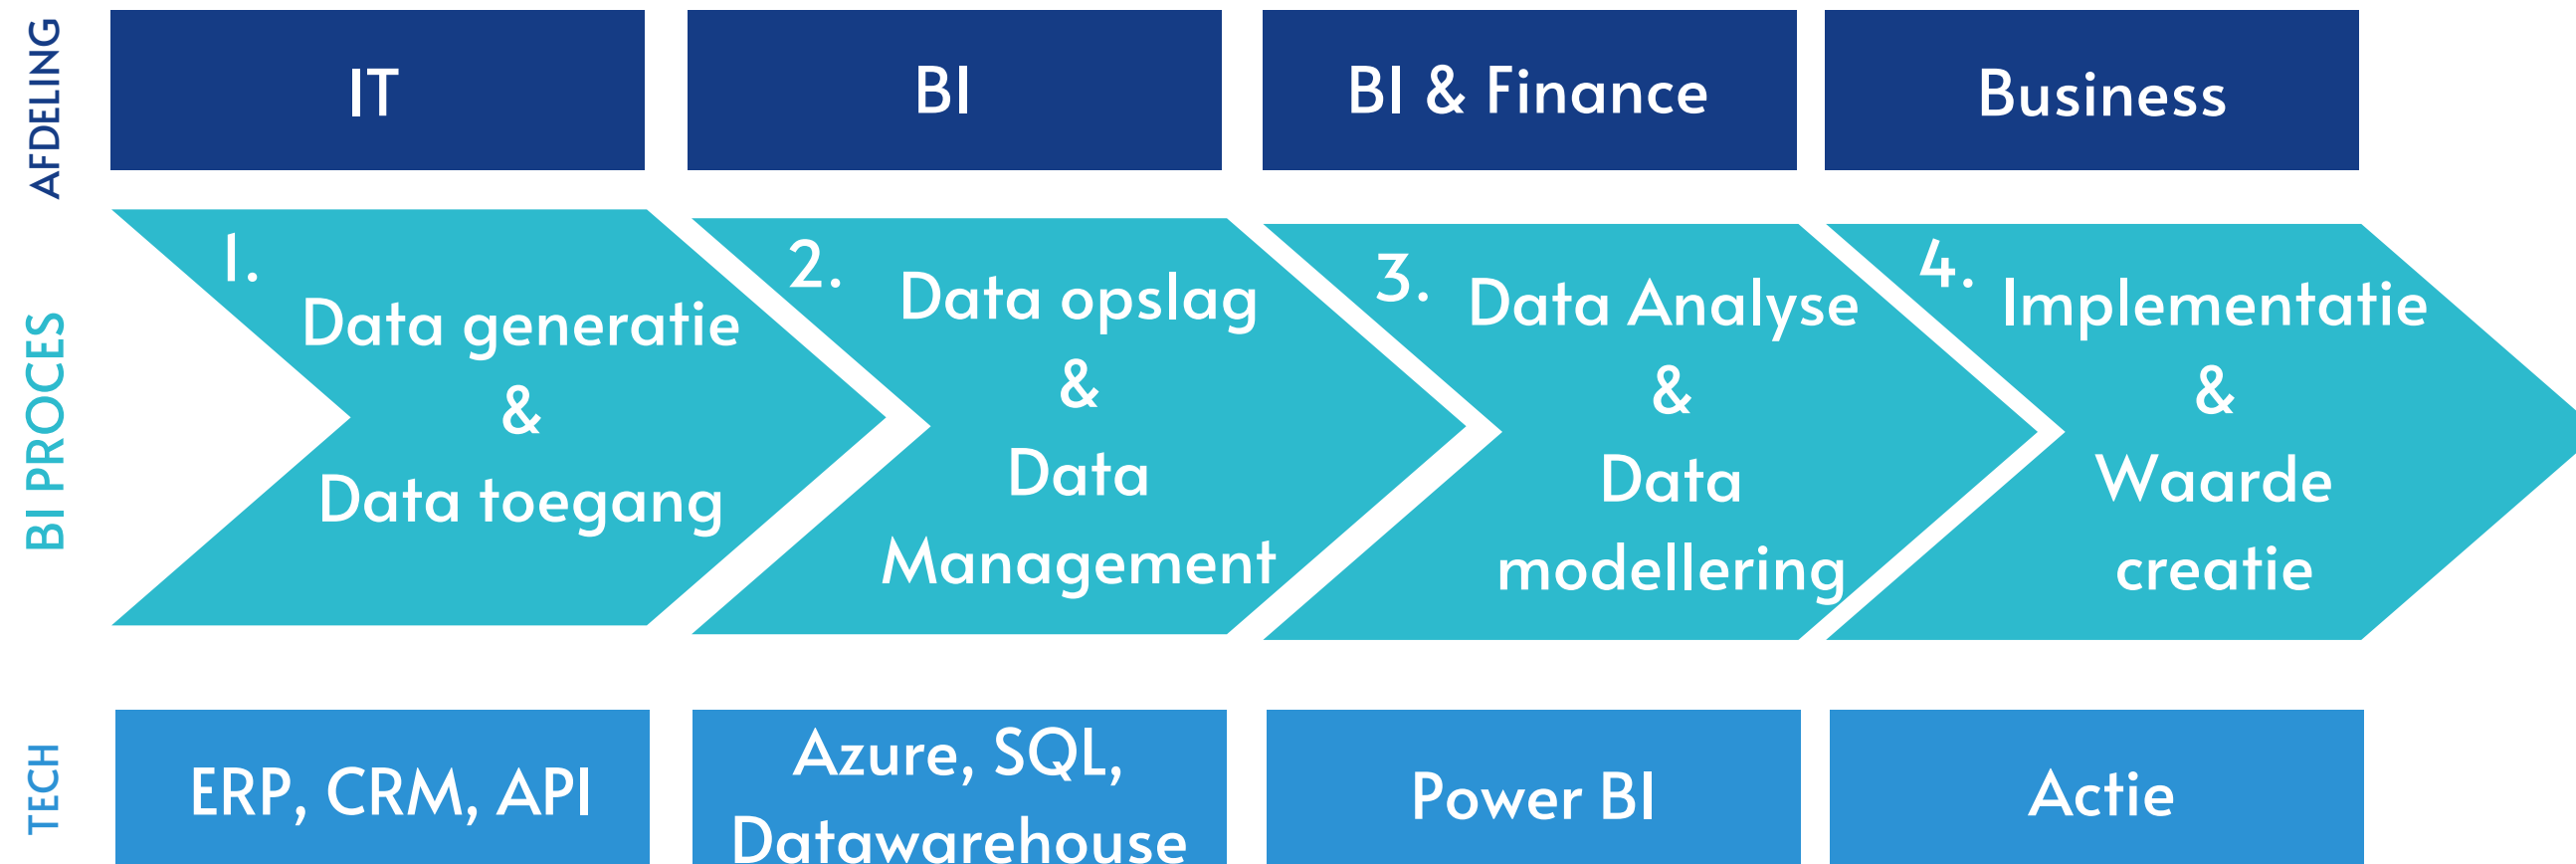 AFDELING
IT
BI
BI & Finance
Business
BI PROCES
1.
Data generatie
&
Data toegang
2.
Data opslag
&
Data
Management
3.
Data Analyse
&
Data
modellering
4.
Implementatie
&
Waarde
creatie
TECH
ERP, CRM, API
Azure, SQL,
Datawarehouse
Power BI
Actie